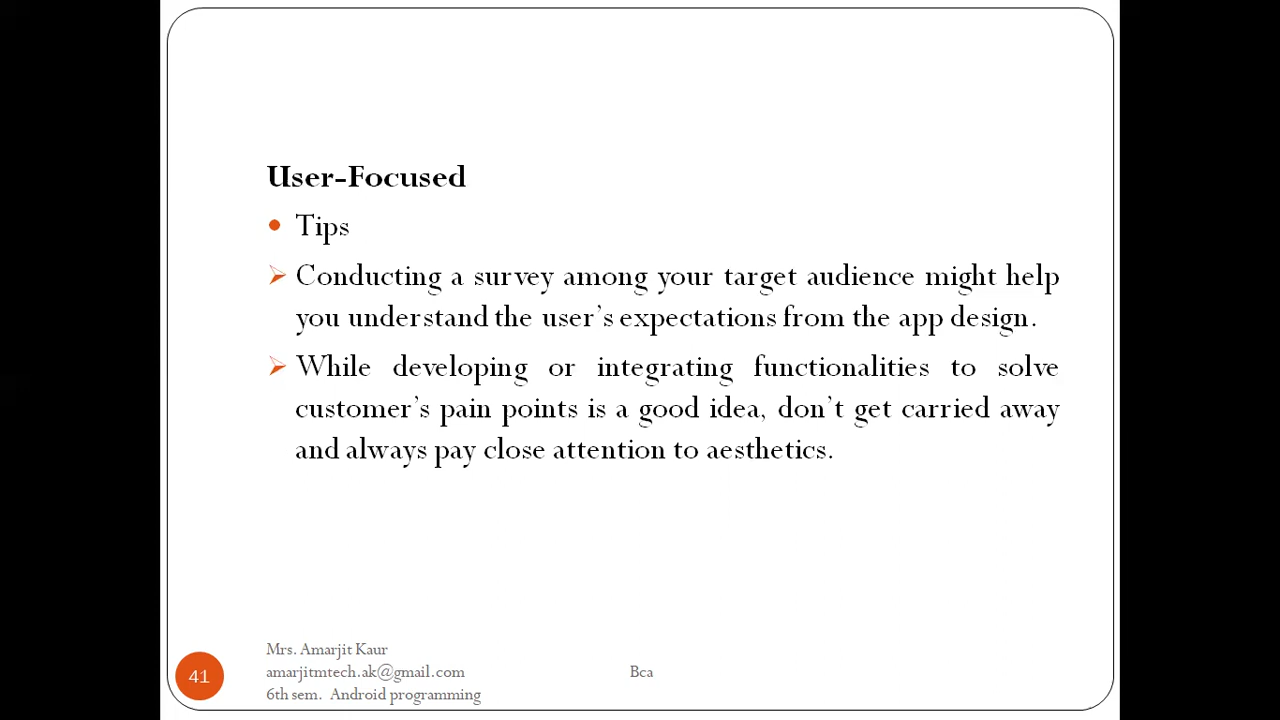 User-Focused
Tips
Conducting a survey among your target audience might help
you understand the user's expectations from the app design.
While developing or integrating functionalities to solve
customer's pain points is a good idea, don't get carried away
and always pay close attention to aesthetics.
Mrs. Amarjit Kaur
amarjitmtech.ak@gmail.com
6th sem.  Android programming
Bca
41